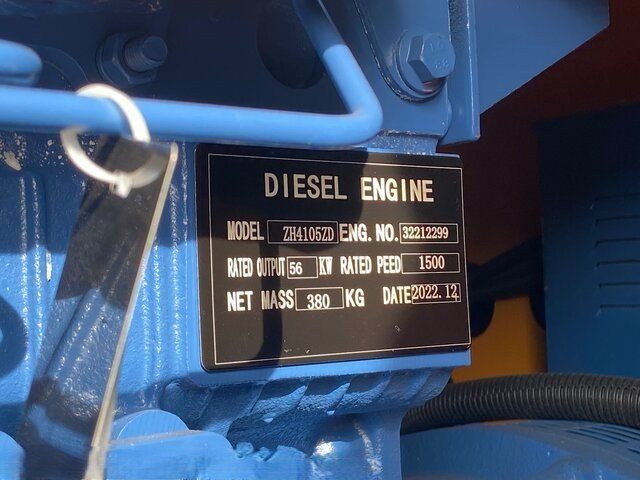 DIESEL ENGINE
MODEL ZH4105ZD ENG. NO. 32212299
RATED OUTPUT 56 KW RATED PEED 1500
NET MASS 380 KG DATE 2022.12